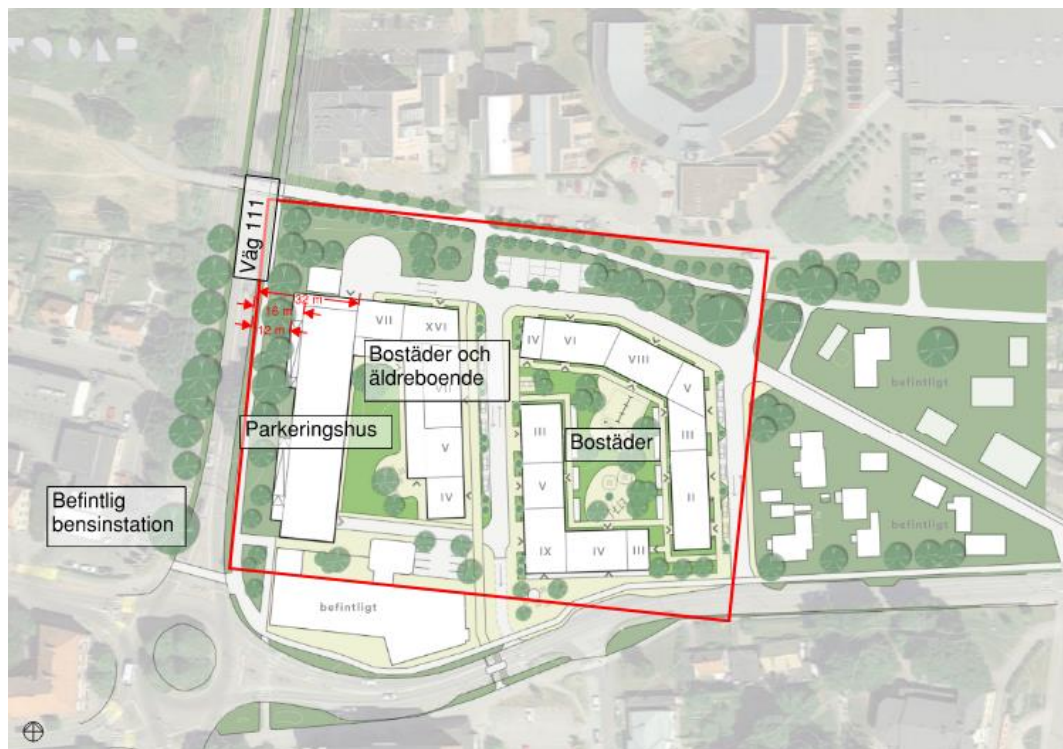 Väg 111
32 m
16 m
12 m
VII
XVI
Bostäder och
äldreboende
VII
V
IV
Parkeringshus
IV
VI
VIII
V
III
III
Bostäder
V
II
IX
IV
III
Befintlig
bensinstation
befintligt
befintligt
befintligt